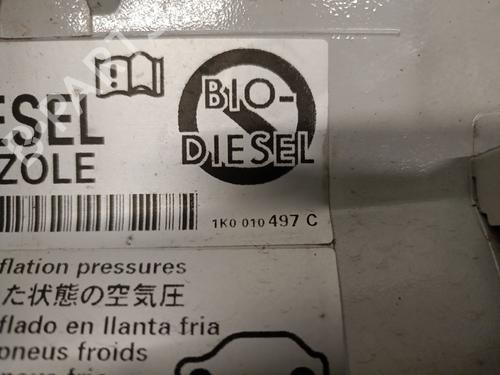 BIO-
DIESEL
ESEL
ZOLE
1K0 010 497 C
flation pressures
た状態の空気圧
flado en llanta fria
pneus froids